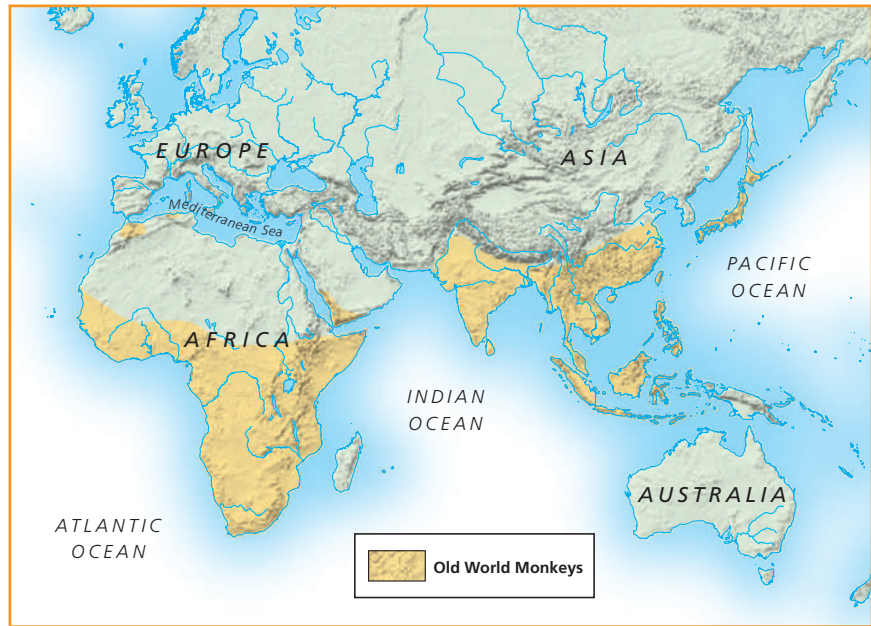 EUROPE
ASIA
Mediterranean Sea
PACIFIC
OCEAN
AFRICA
INDIAN
OCEAN
AUSTRALIA
ATLANTIC
OCEAN
Old World Monkeys